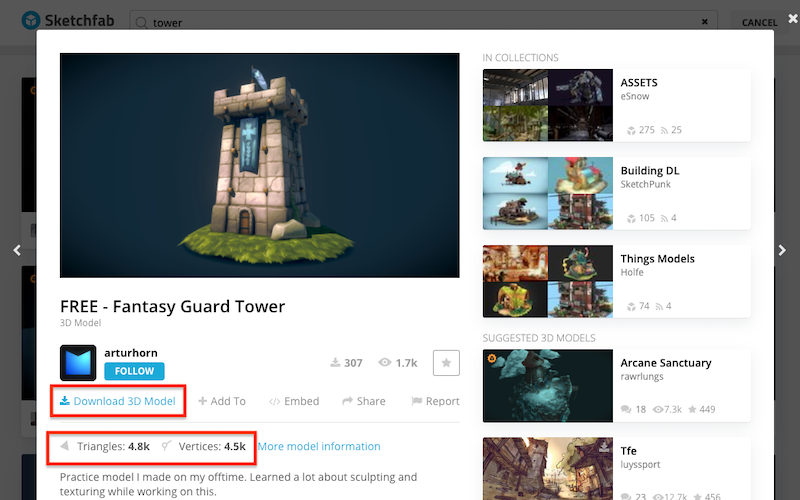 Sketchfab
tower
CANCEL
FREE - Fantasy Guard Tower
3D Model
arturhorn
FOLLOW
307
1.7k
Download 3D Model
Add To
Embed
Share
Report
Triangles: 4.8k
Vertices: 4.5k
More model information
Practice model I made on my offtime. Learned a lot about sculpting and
texturing while working on this.
IN COLLECTIONS
ASSETS
eSnow
275
25
Building DL
SketchPunk
105
4
Things Models
Holfe
74
4
SUGGESTED 3D MODELS
Arcane Sanctuary
rawrlungs
18
7.3k
449
Tfe
luyssport
23
12.7k
456